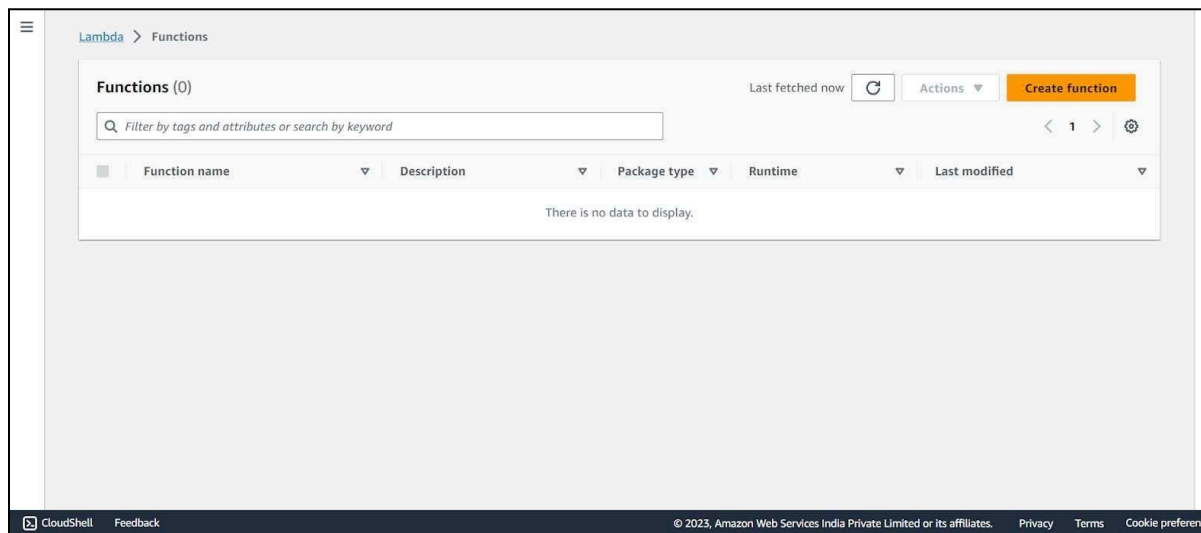 Lambda > Functions
Functions (0)
Last fetched now
Actions
Create function
Filter by tags and attributes or search by keyword
1
Function name Description Package type Runtime Last modified
There is no data to display.
CloudShell Feedback © 2023, Amazon Web Services India Private Limited or its affiliates. Privacy Terms Cookie preferen